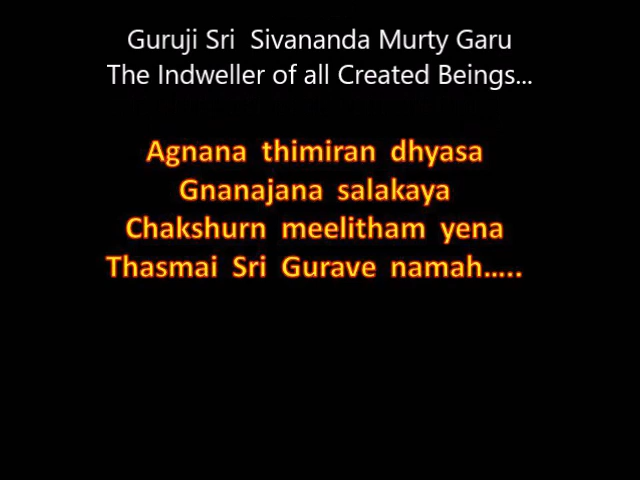 Guruji Sri Sivananda Murty Garu
The Indweller of all Created Beings...
Agnana thimiran dhyasa
Gnanajana salakaya
Chakshurn meelitham yena
Thasmai Sri Gurave namah.....